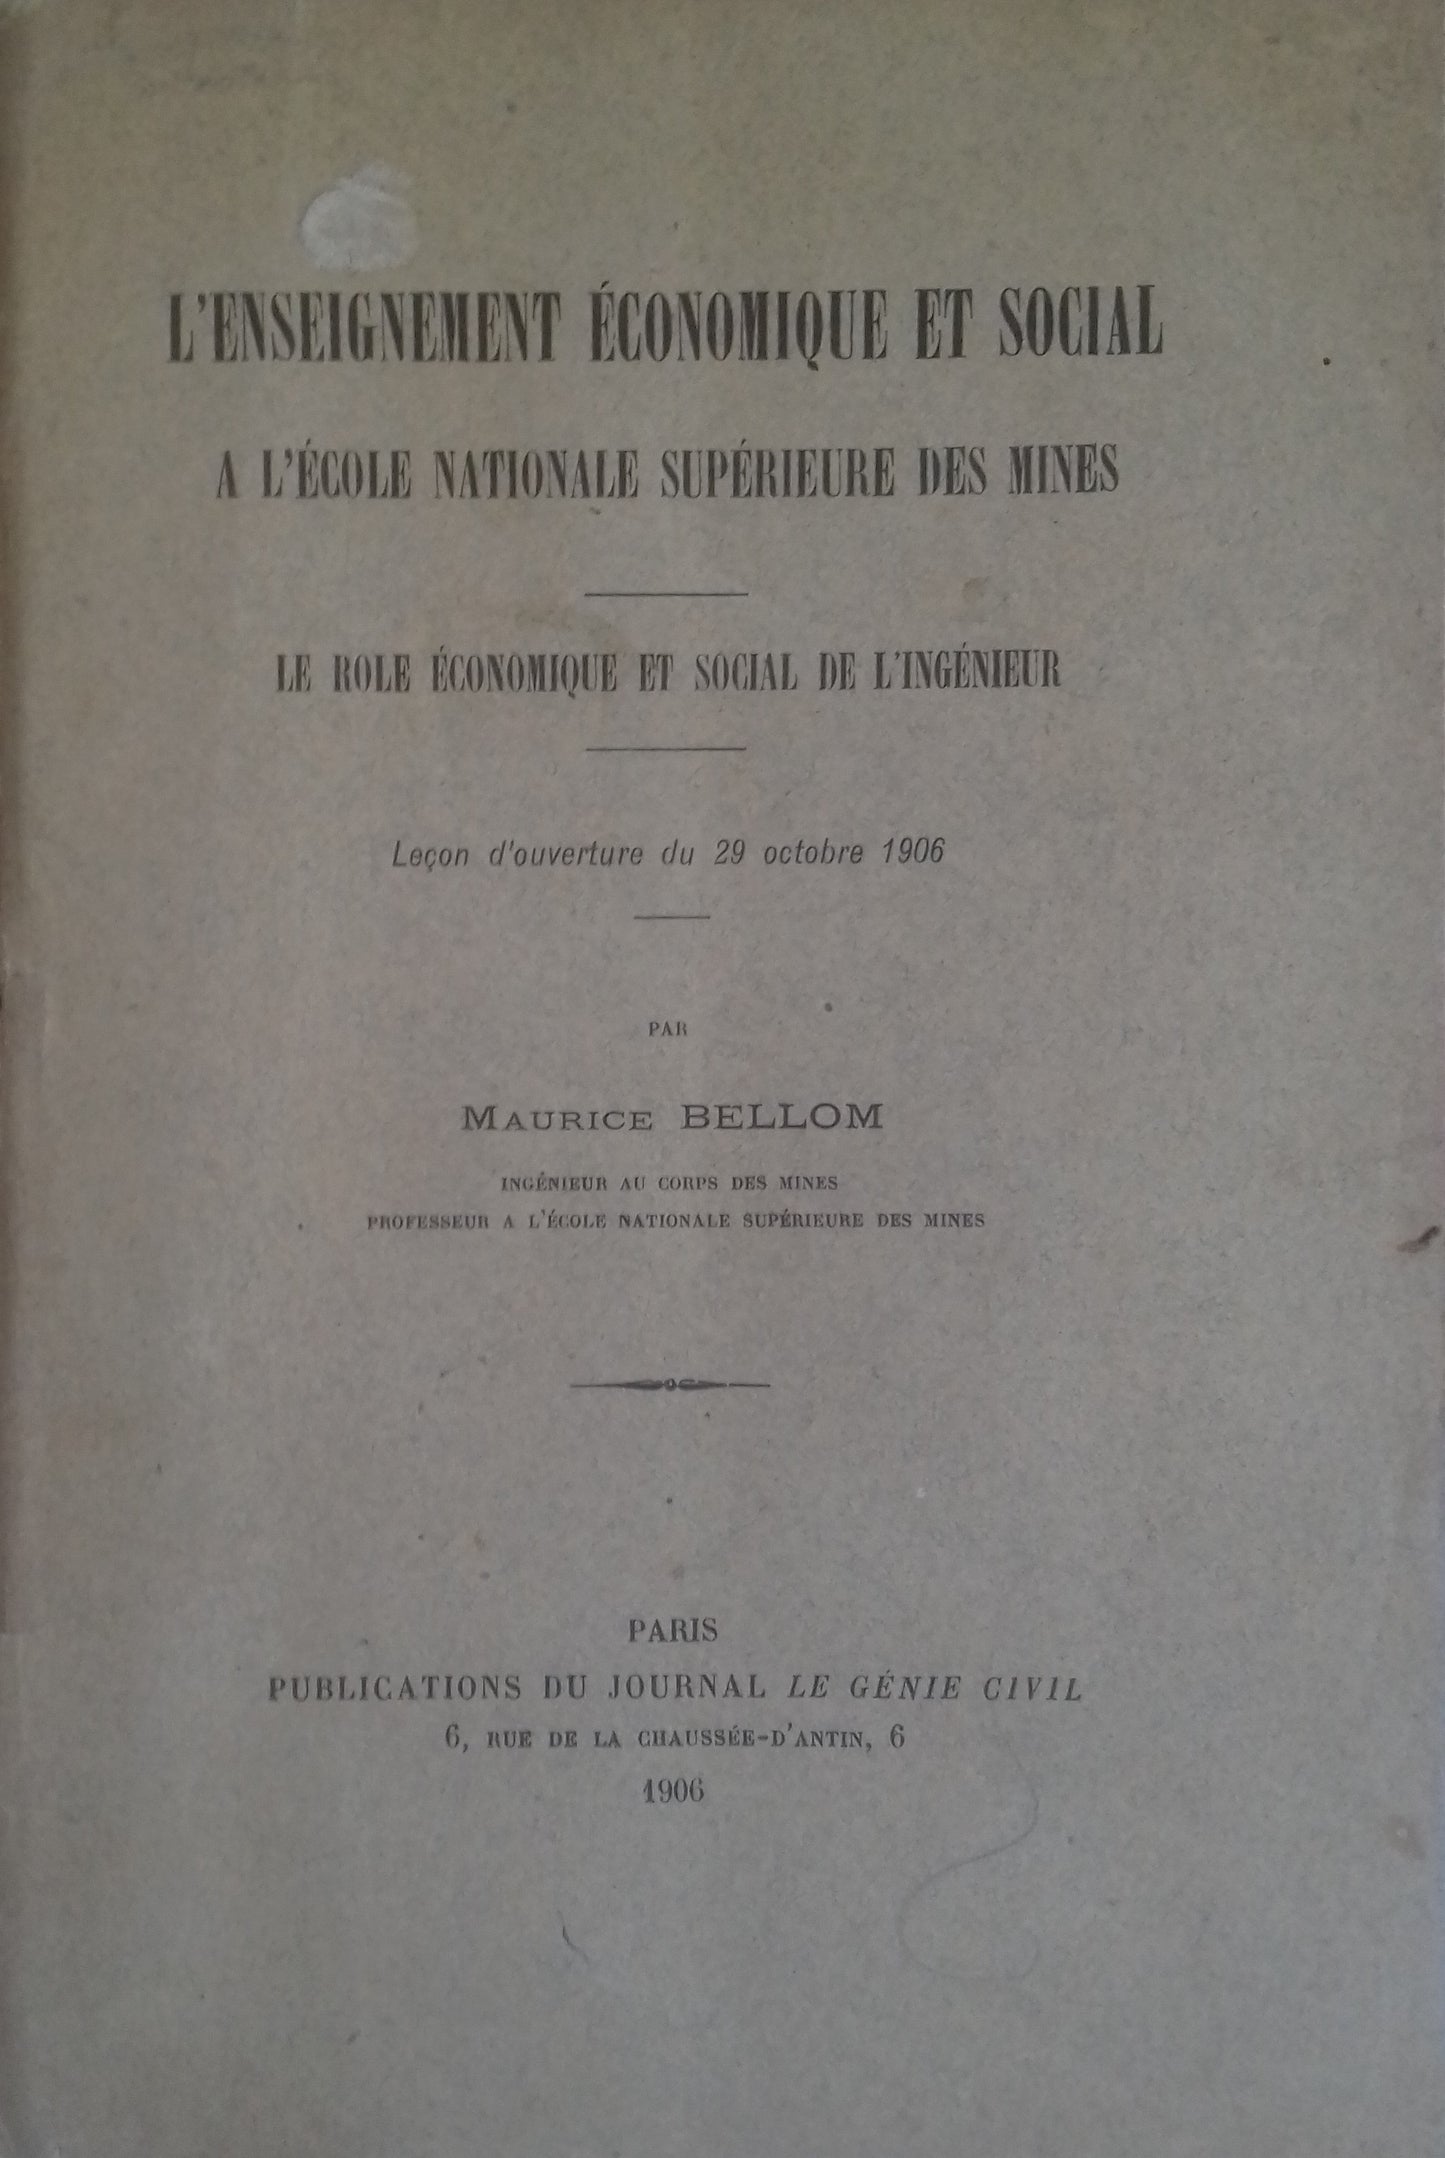 L'ENSEIGNEMENT ÉCONOMIQUE ET SOCIAL
A L'ÉCOLE NATIONALE SUPÉRIEURE DES MINES
LE ROLE ÉCONOMIQUE ET SOCIAL DE L'INGÉNIEUR
Leçon d'ouverture du 29 octobre 1906
PAR
MAURICE BELLOM
INGÉNIEUR AU CORPS DES MINES
PROFESSEUR A L'ÉCOLE NATIONALE SUPÉRIEURE DES MINES
PARIS
PUBLICATIONS DU JOURNAL LE GÉNIE CIVIL
6, RUE DE LA CHAUSSÉE-D'ANTIN, 6
1906